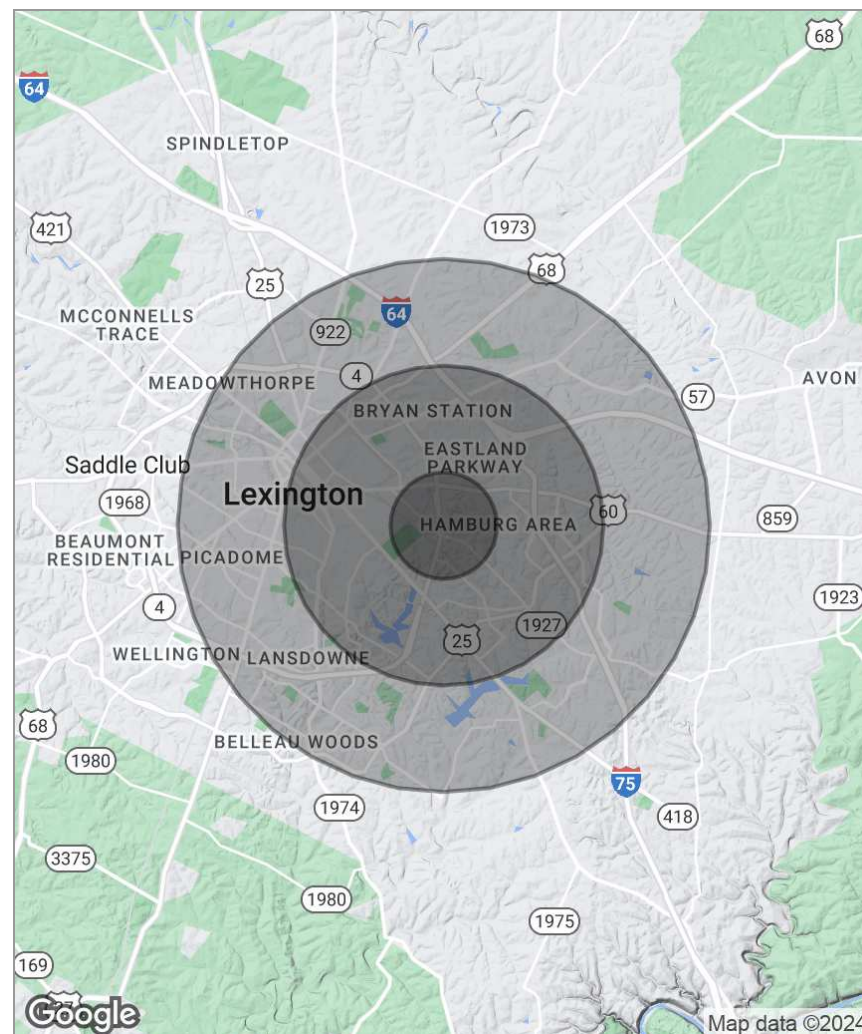 68
64
SPINDLETOP
421
1973
68
25
MCCONNELLS
TRACE
64
922
MEADOWTHORPE
4
AVON
57
BRYAN STATION
EASTLAND
PARKWAY
Saddle Club
Lexington
1968
60
859
HAMBURG AREA
BEAUMONT
RESIDENTIAL
PICADOME
4
1923
1927
25
WELLINGTON
LANSDOWNE
68
BELLEAU WOODS
1980
75
1974
418
3375
1980
1975
169
Google
Map data ©2024